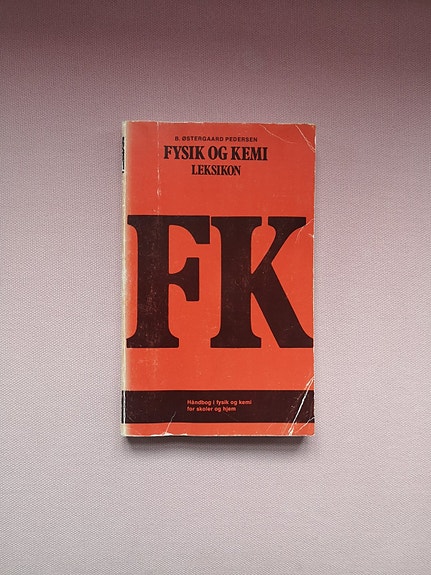 B. ØSTERGAARD PEDERSEN
FYSIK OG KEMI
LEKSIKON
FK
Håndbog i fysik og kemi
for skoler og hjem